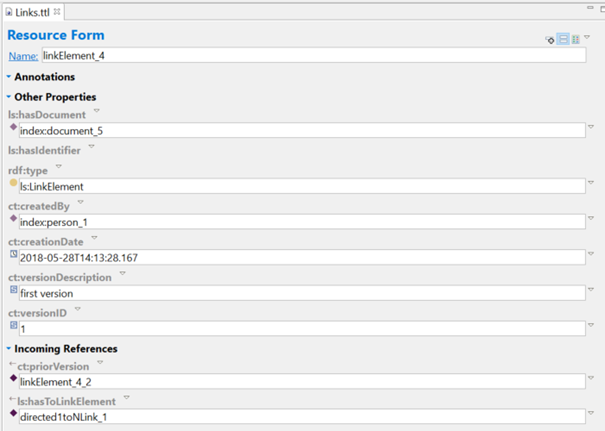 Links.ttl
Resource Form
Name: linkElement_4
Annotations
Other Properties
ls:hasDocument
index:document_5
ls:hasIdentifier
rdf:type
ls:LinkElement
ct:createdBy
index:person_1
ct:creationDate
2018-05-28T14:13:28.167
ct:versionDescription
first version
ct:versionID
1
Incoming References
ct:priorVersion
linkElement_4_2
ls:hasToLinkElement
directed1toNLink_1